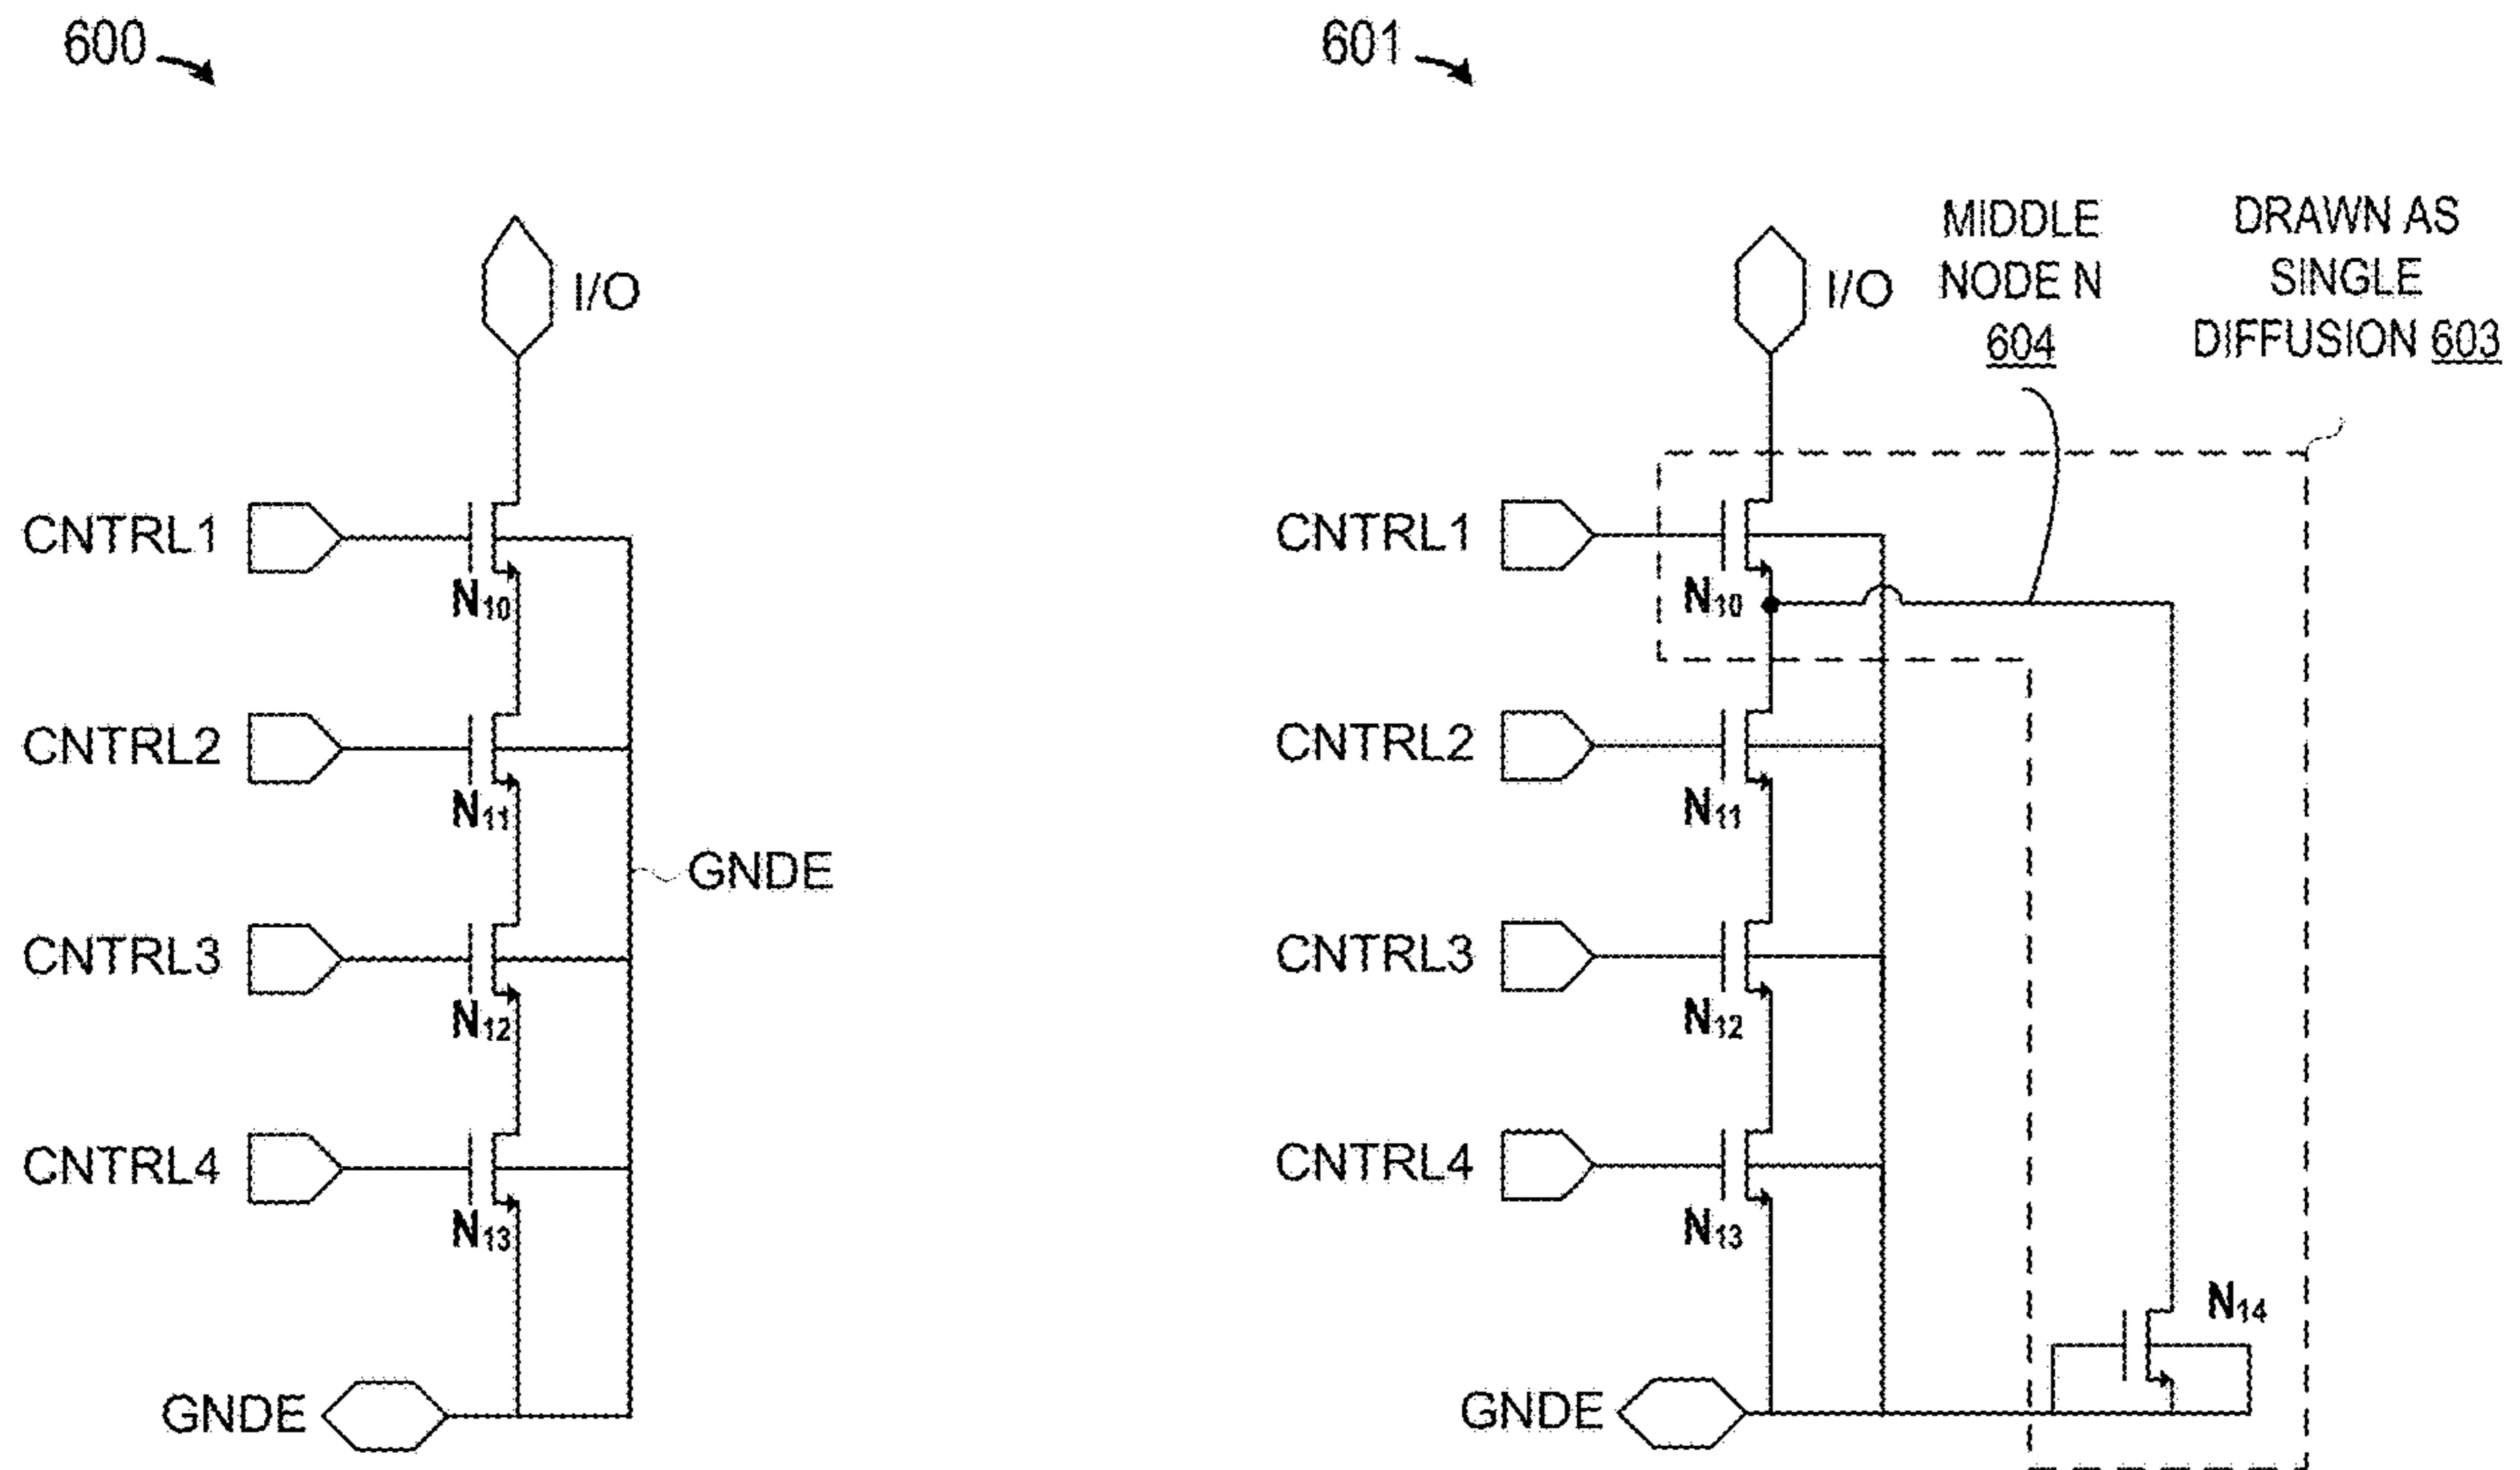 600
I/O
CNTRL1
N10
CNTRL2
N11
GNDE
CNTRL3
N12
CNTRL4
N13
GNDE
601
I/O
MIDDLE
NODE N
604
DRAWN AS
SINGLE
DIFFUSION 603
CNTRL1
N10
CNTRL2
N11
CNTRL3
N12
CNTRL4
N13
N14
GNDE